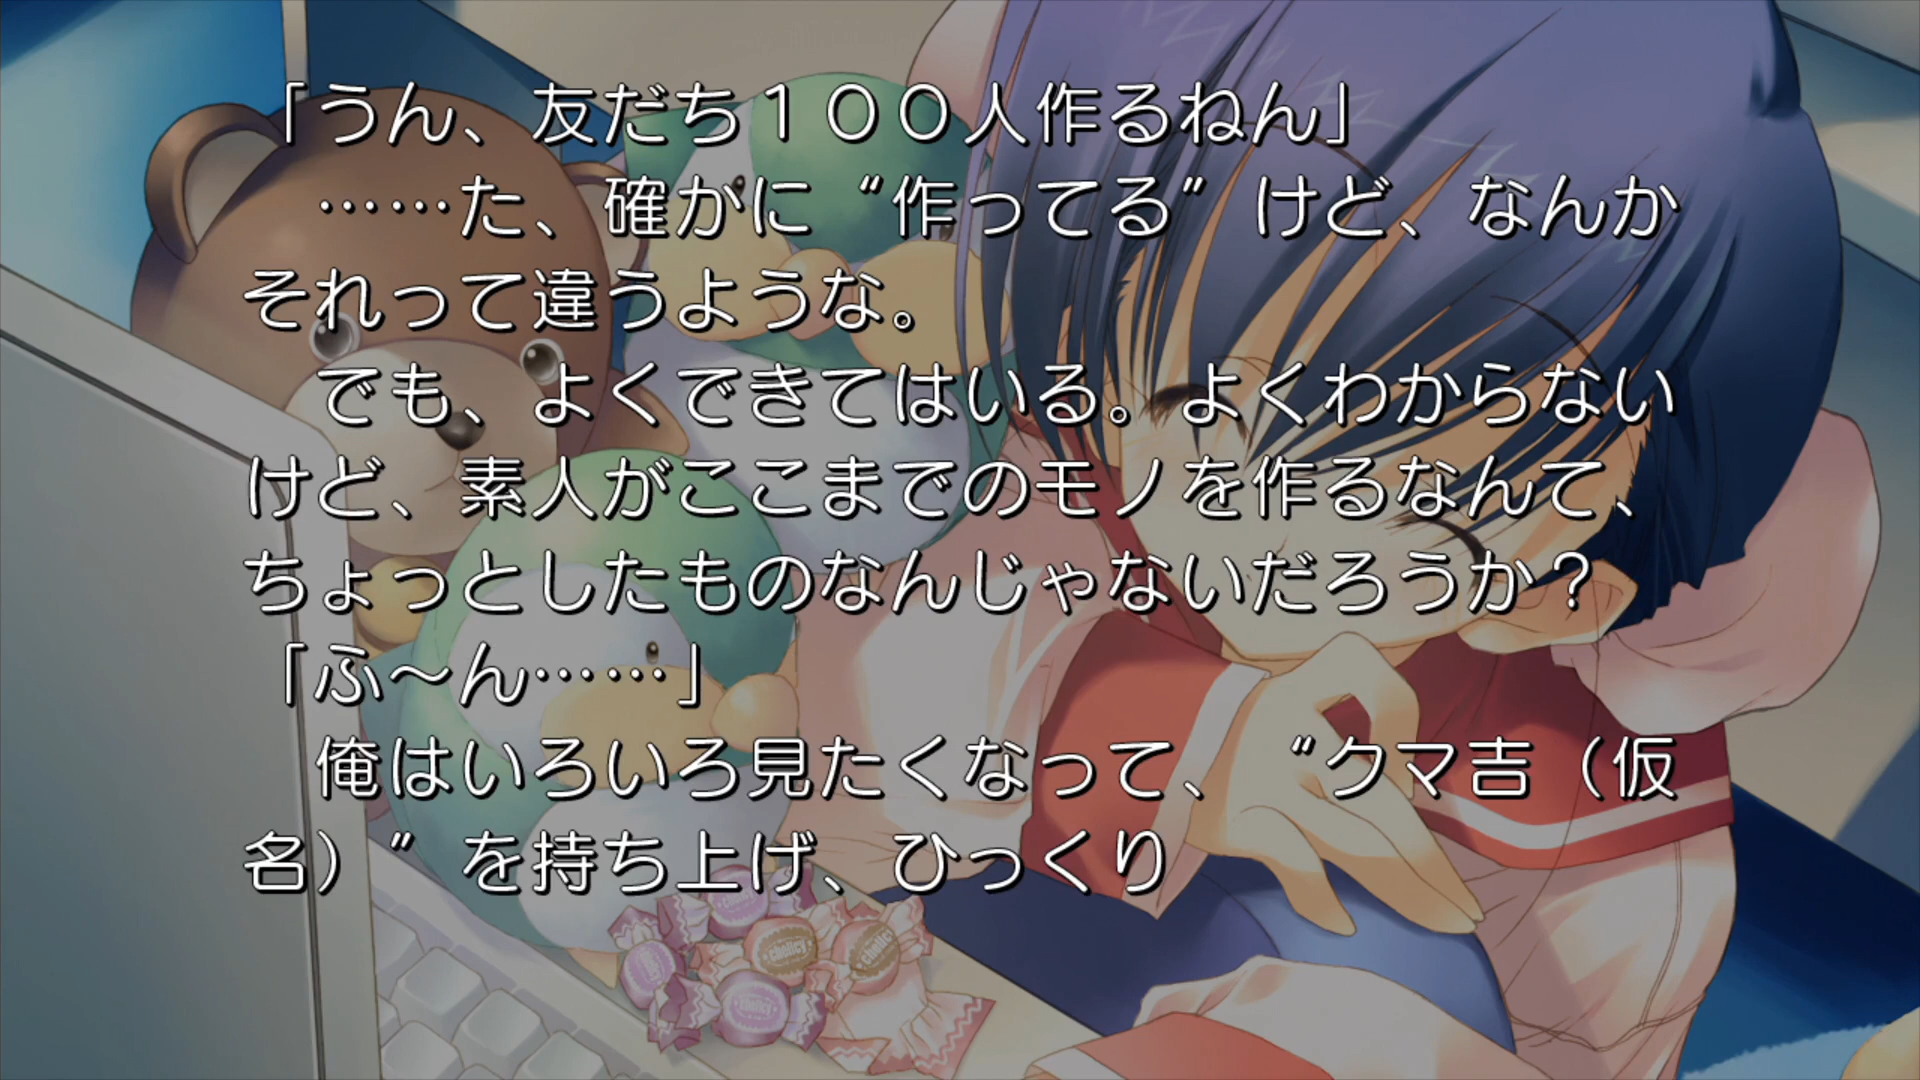 「うん、友だち１００人作るねん」
……た、確かに“作ってる”けど、なんか
それって違うような。
でも、よくできてはいる。よくわからない
けど、素人がここまでのモノを作るなんて、
ちょっとしたものなんじゃないだろうか？
「ふ～ん……」
俺はいろいろ見たくなって、“クマ吉（仮
名）”を持ち上げ、ひっくり
chelicy
chelicy